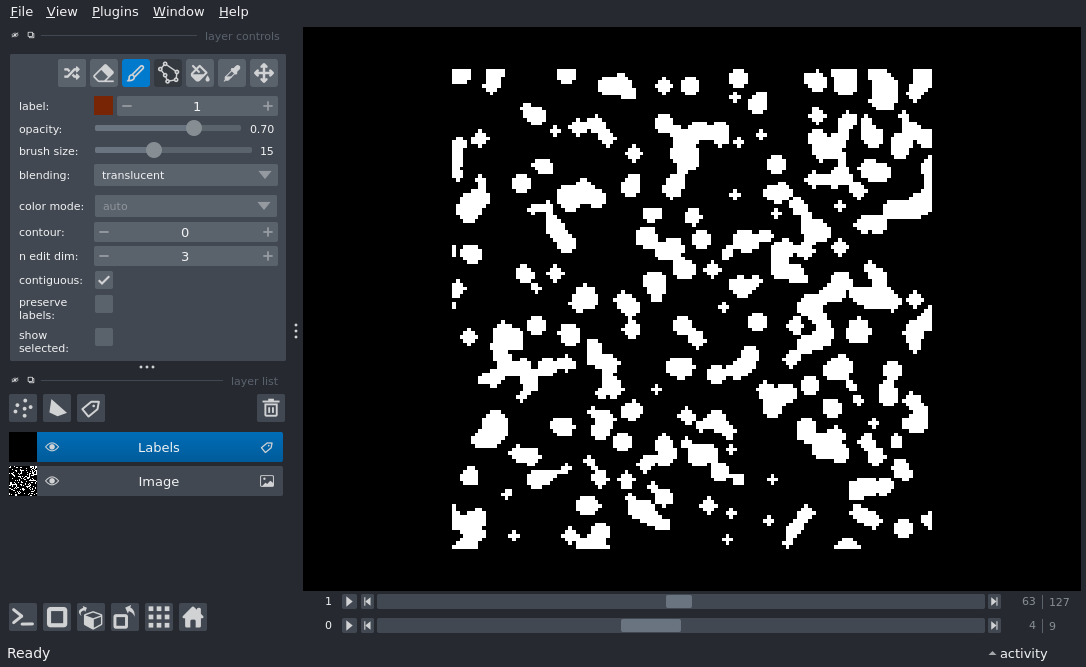 File View Plugins Window Help
layer controls
label: 1
opacity: 0.70
brush size: 15
blending: translucent
color mode: auto
contour: 0
n edit dim: 3
contiguous:
preserve
labels:
show
selected:
layer list
Labels
Image
1 63 127
0 4 9
Ready activity